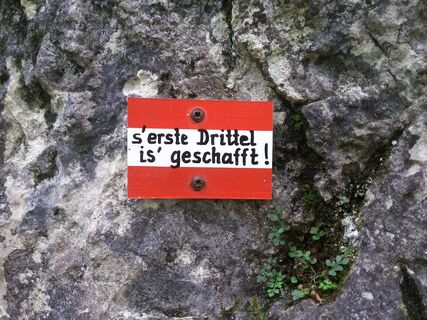 s'erste Drittel
is' geschafft!